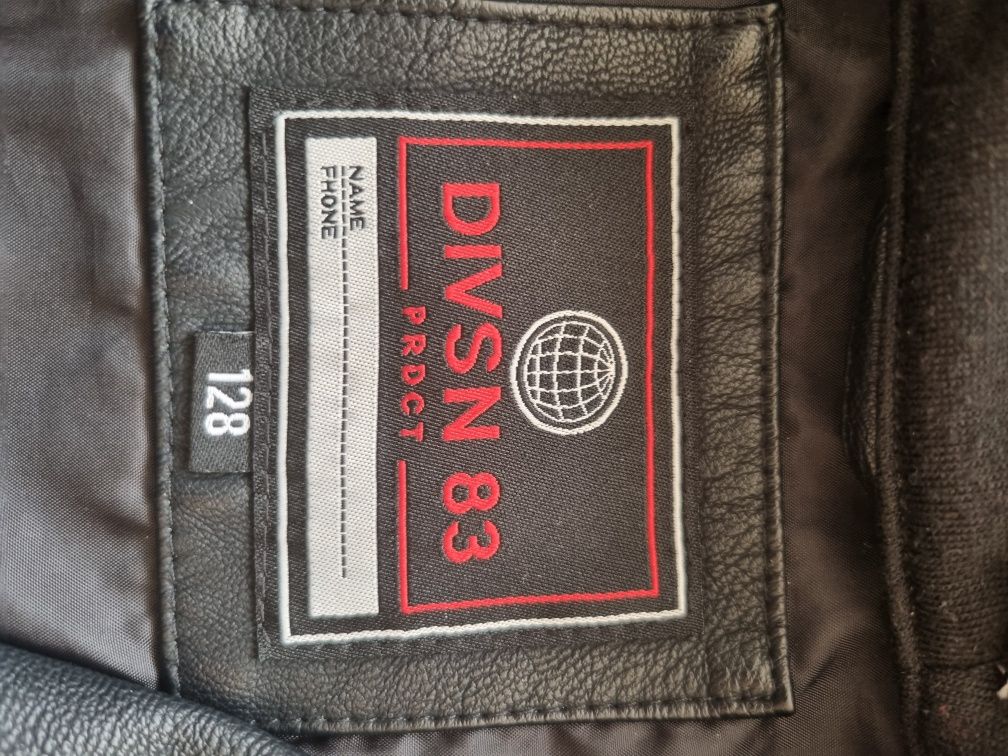 DIVSN 83
PRDCT
NAME
PHONE
128